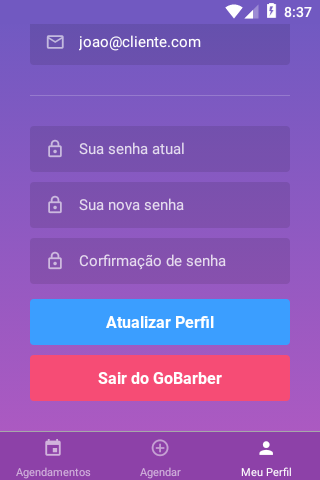 8:37
joao@cliente.com
Sua senha atual
Sua nova senha
Confirmação de senha
Atualizar Perfil
Sair do GoBarber
Agendamentos
Agendar
Meu Perfil